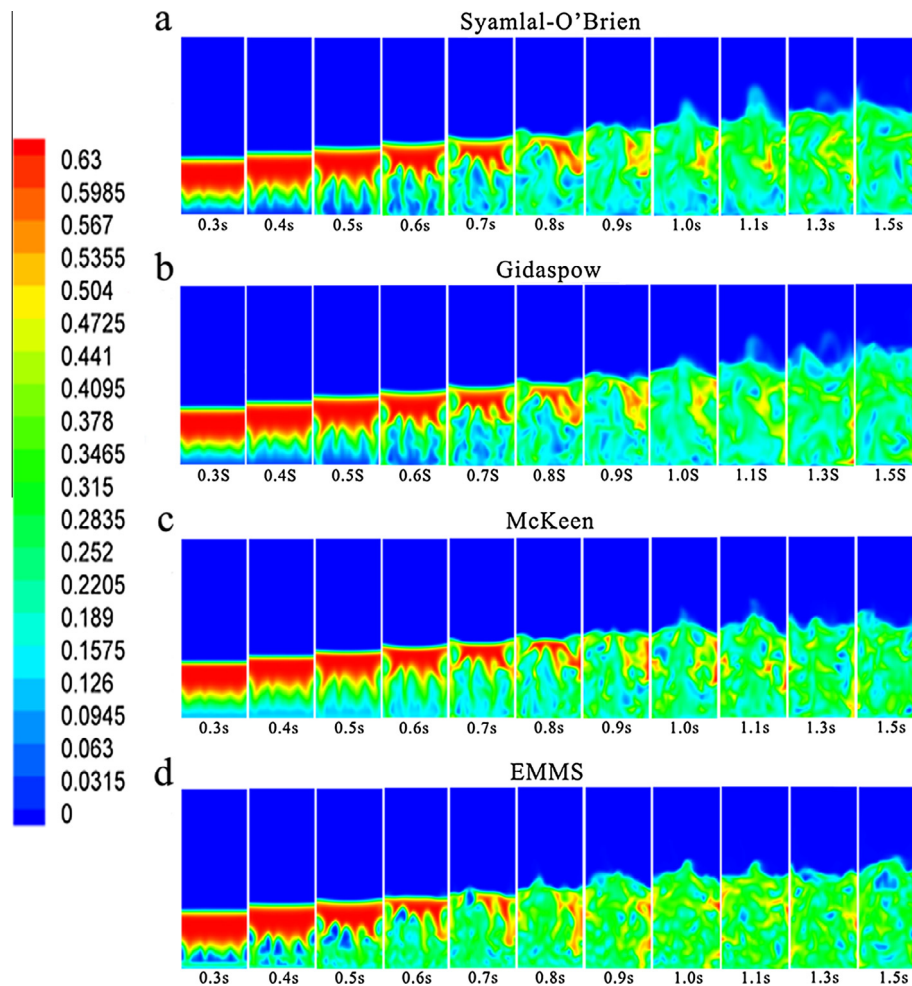 a
Syamlal-O'Brien
0.3s 0.4s 0.5s 0.6s 0.7s 0.8s 0.9s 1.0s 1.1s 1.3s 1.5s
b
Gidaspow
0.3S 0.4S 0.5S 0.6S 0.7S 0.8S 0.9S 1.0S 1.1S 1.3S 1.5S
c
McKeen
0.3s 0.4s 0.5s 0.6s 0.7s 0.8s 0.9s 1.0s 1.1s 1.3s 1.5s
d
EMMS
0.3s 0.4s 0.5s 0.6s 0.7s 0.8s 0.9s 1.0s 1.1s 1.3s 1.5s
0.63
0.5985
0.567
0.5355
0.504
0.4725
0.441
0.4095
0.378
0.3465
0.315
0.2835
0.252
0.2205
0.189
0.1575
0.126
0.0945
0.063
0.0315
0